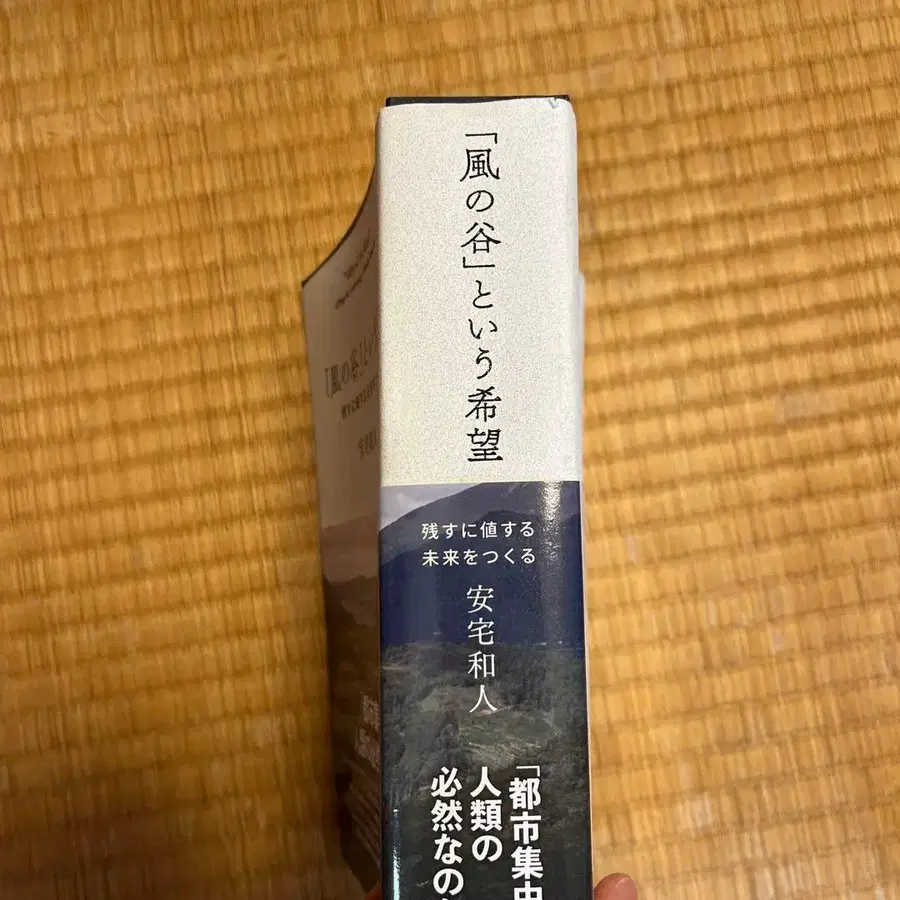 「風の谷」という希望
残すに値する
未来をつくる
安宅和人
「都市集中
人類の
必然なの